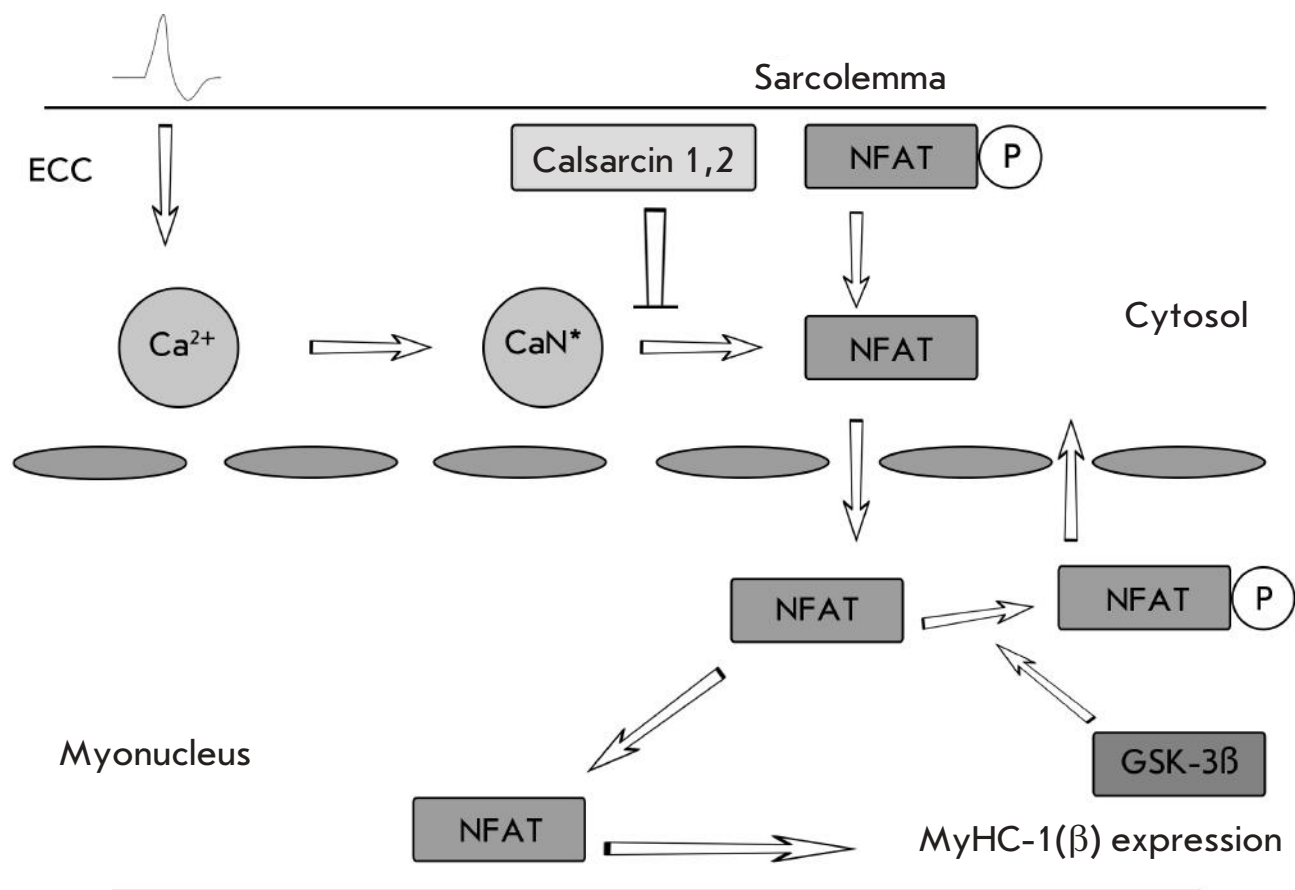 Sarcolemma
ECC
Calsarcin 1,2
NFAT P
Ca²⁺
CaN*
NFAT
Cytosol
NFAT
NFAT P
Myonucleus
GSK-3ß
NFAT
MyHC-1(β) expression